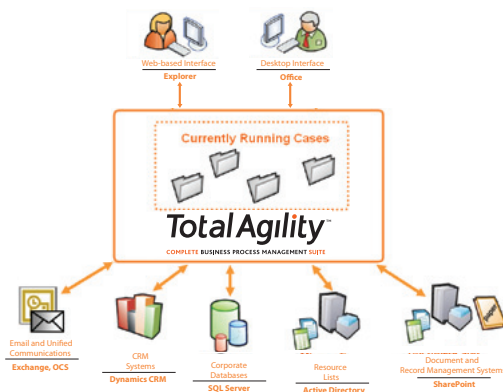 Web-based Interface
Explorer
Desktop Interface
Office
Currently Running Cases
TotalAgility™
COMPLETE BUSINESS PROCESS MANAGEMENT SUITE
Email and Unified
Communications
Exchange, OCS
CRM
Systems
Dynamics CRM
Corporate
Databases
SQL Server
Resource
Lists
Active Directory
Document and
Record Management System
SharePoint